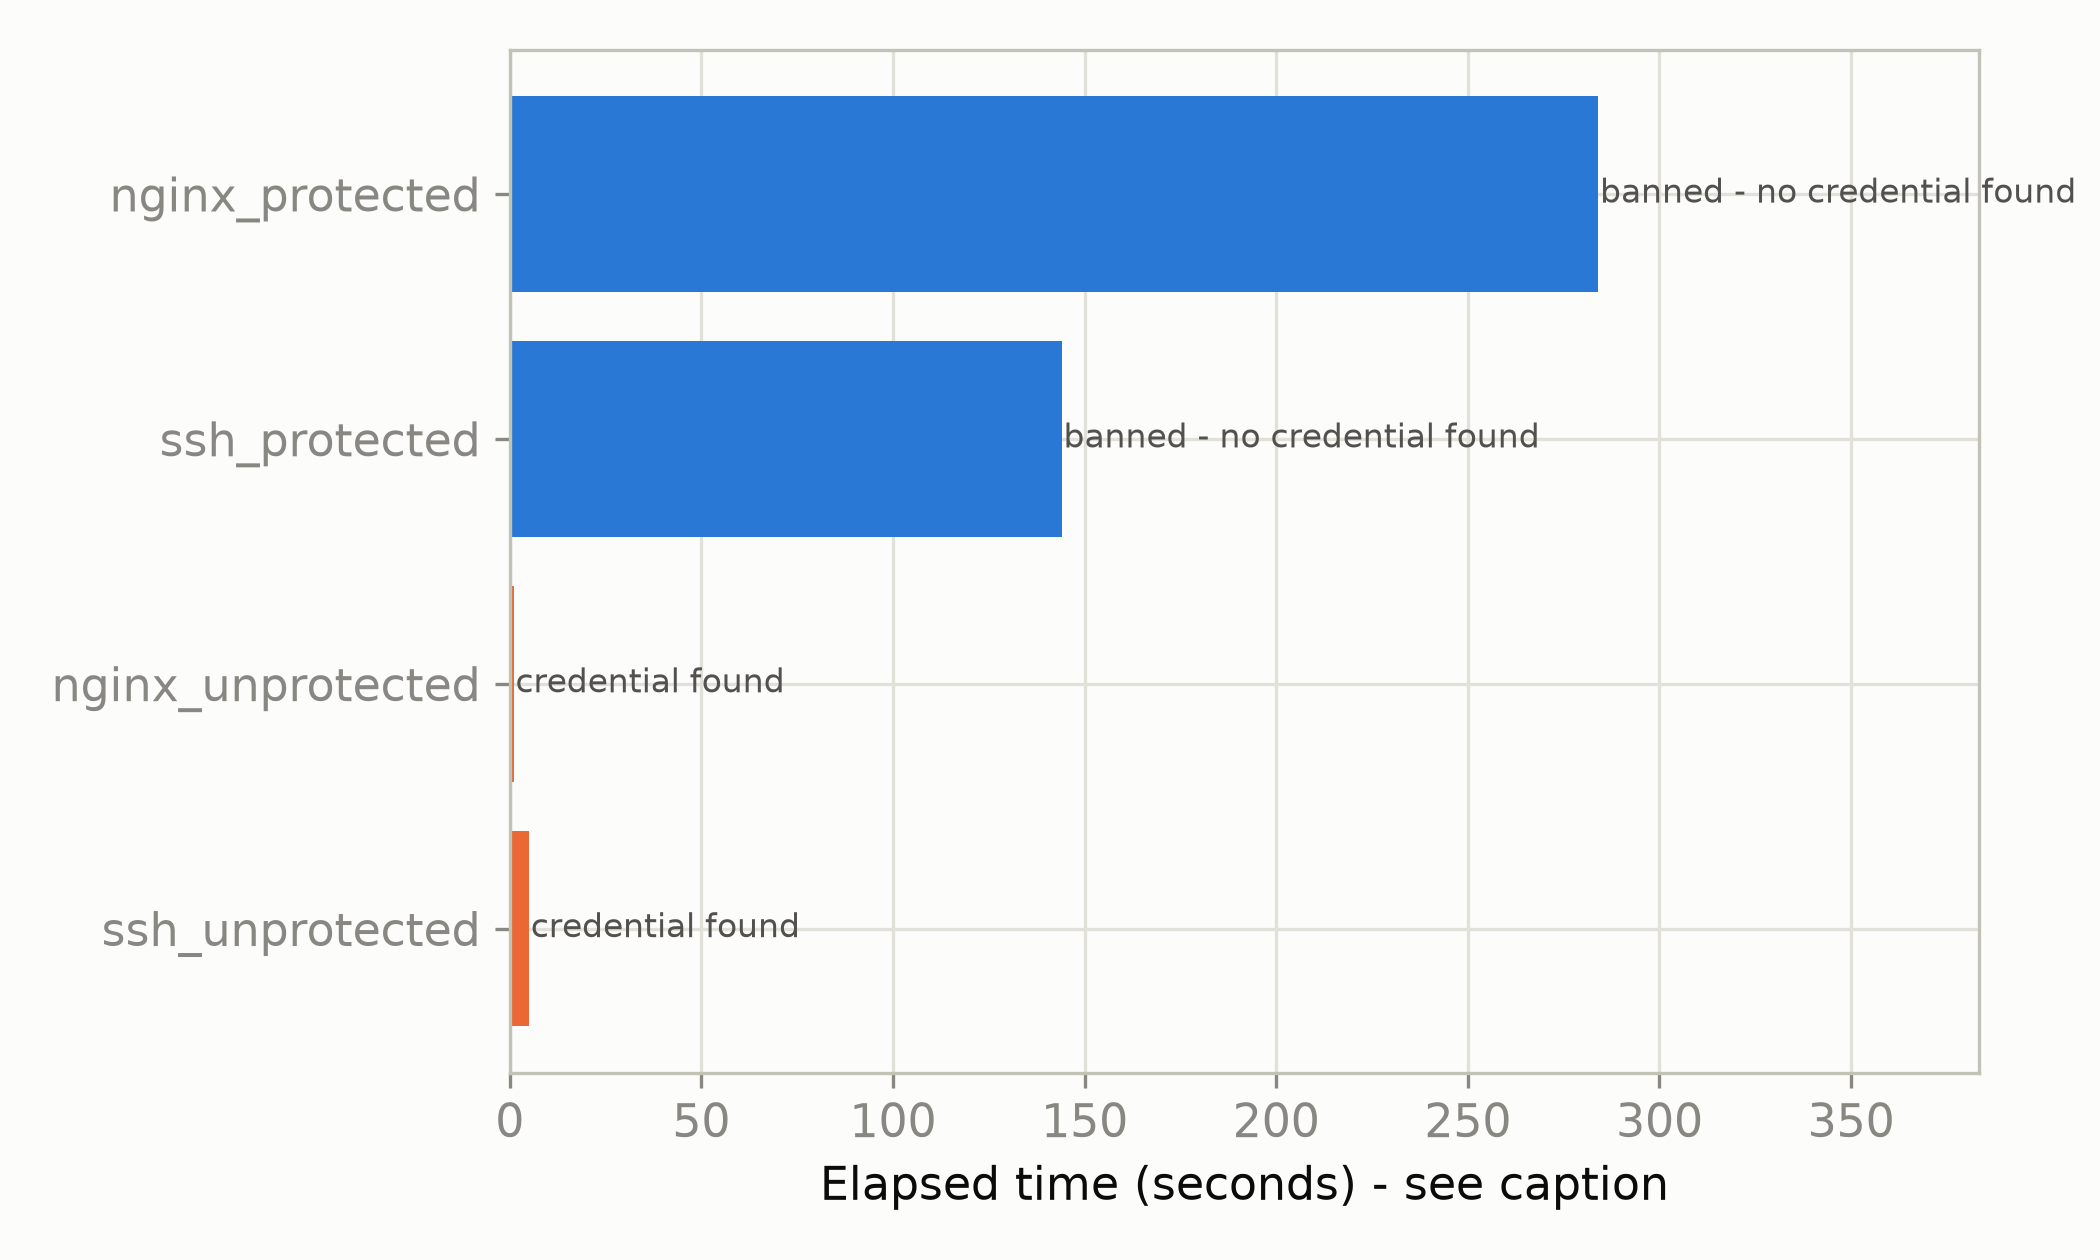 nginx_protected
banned - no credential found
ssh_protected
banned - no credential found
nginx_unprotected
credential found
ssh_unprotected
credential found
0 50 100 150 200 250 300 350
Elapsed time (seconds) - see caption